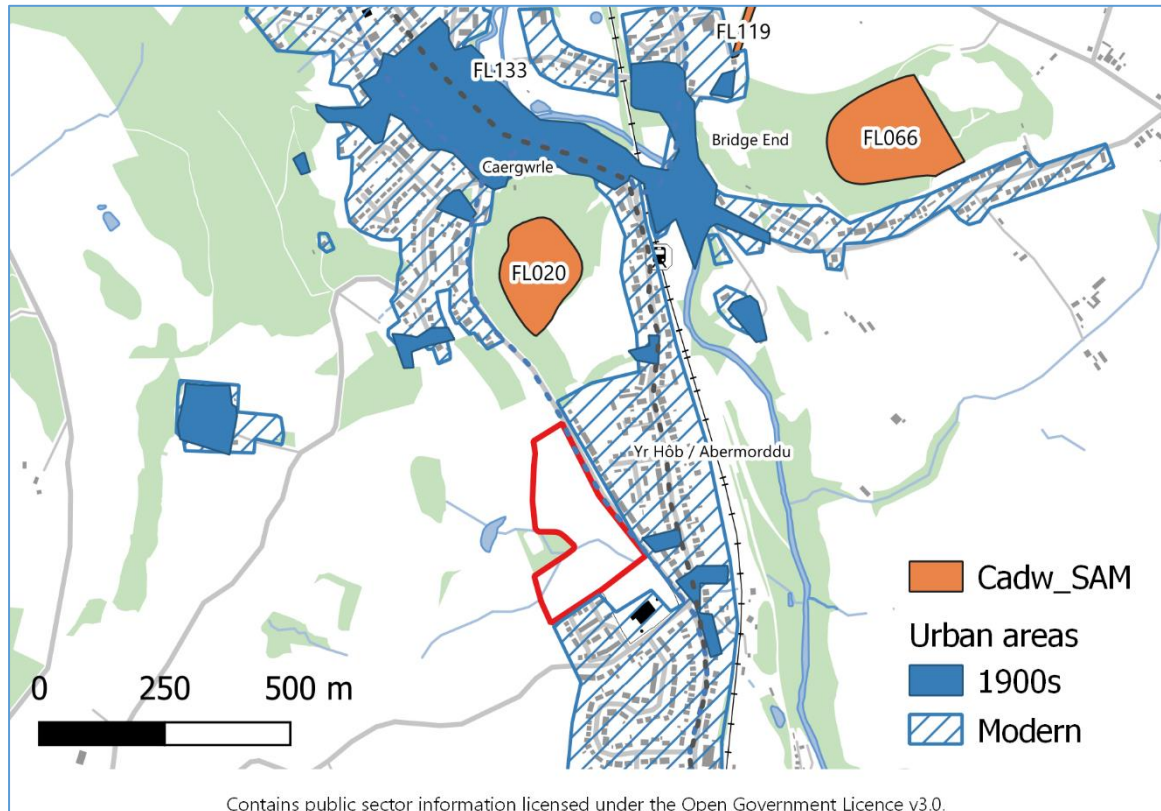 FL119
FL133
Bridge End
FL066
Caergwrle
FL020
Yr Hôb / Abermorddu
Cadw_SAM
Urban areas
1900s
Modern
0 250 500 m
Contains public sector information licensed under the Open Government Licence v3.0.